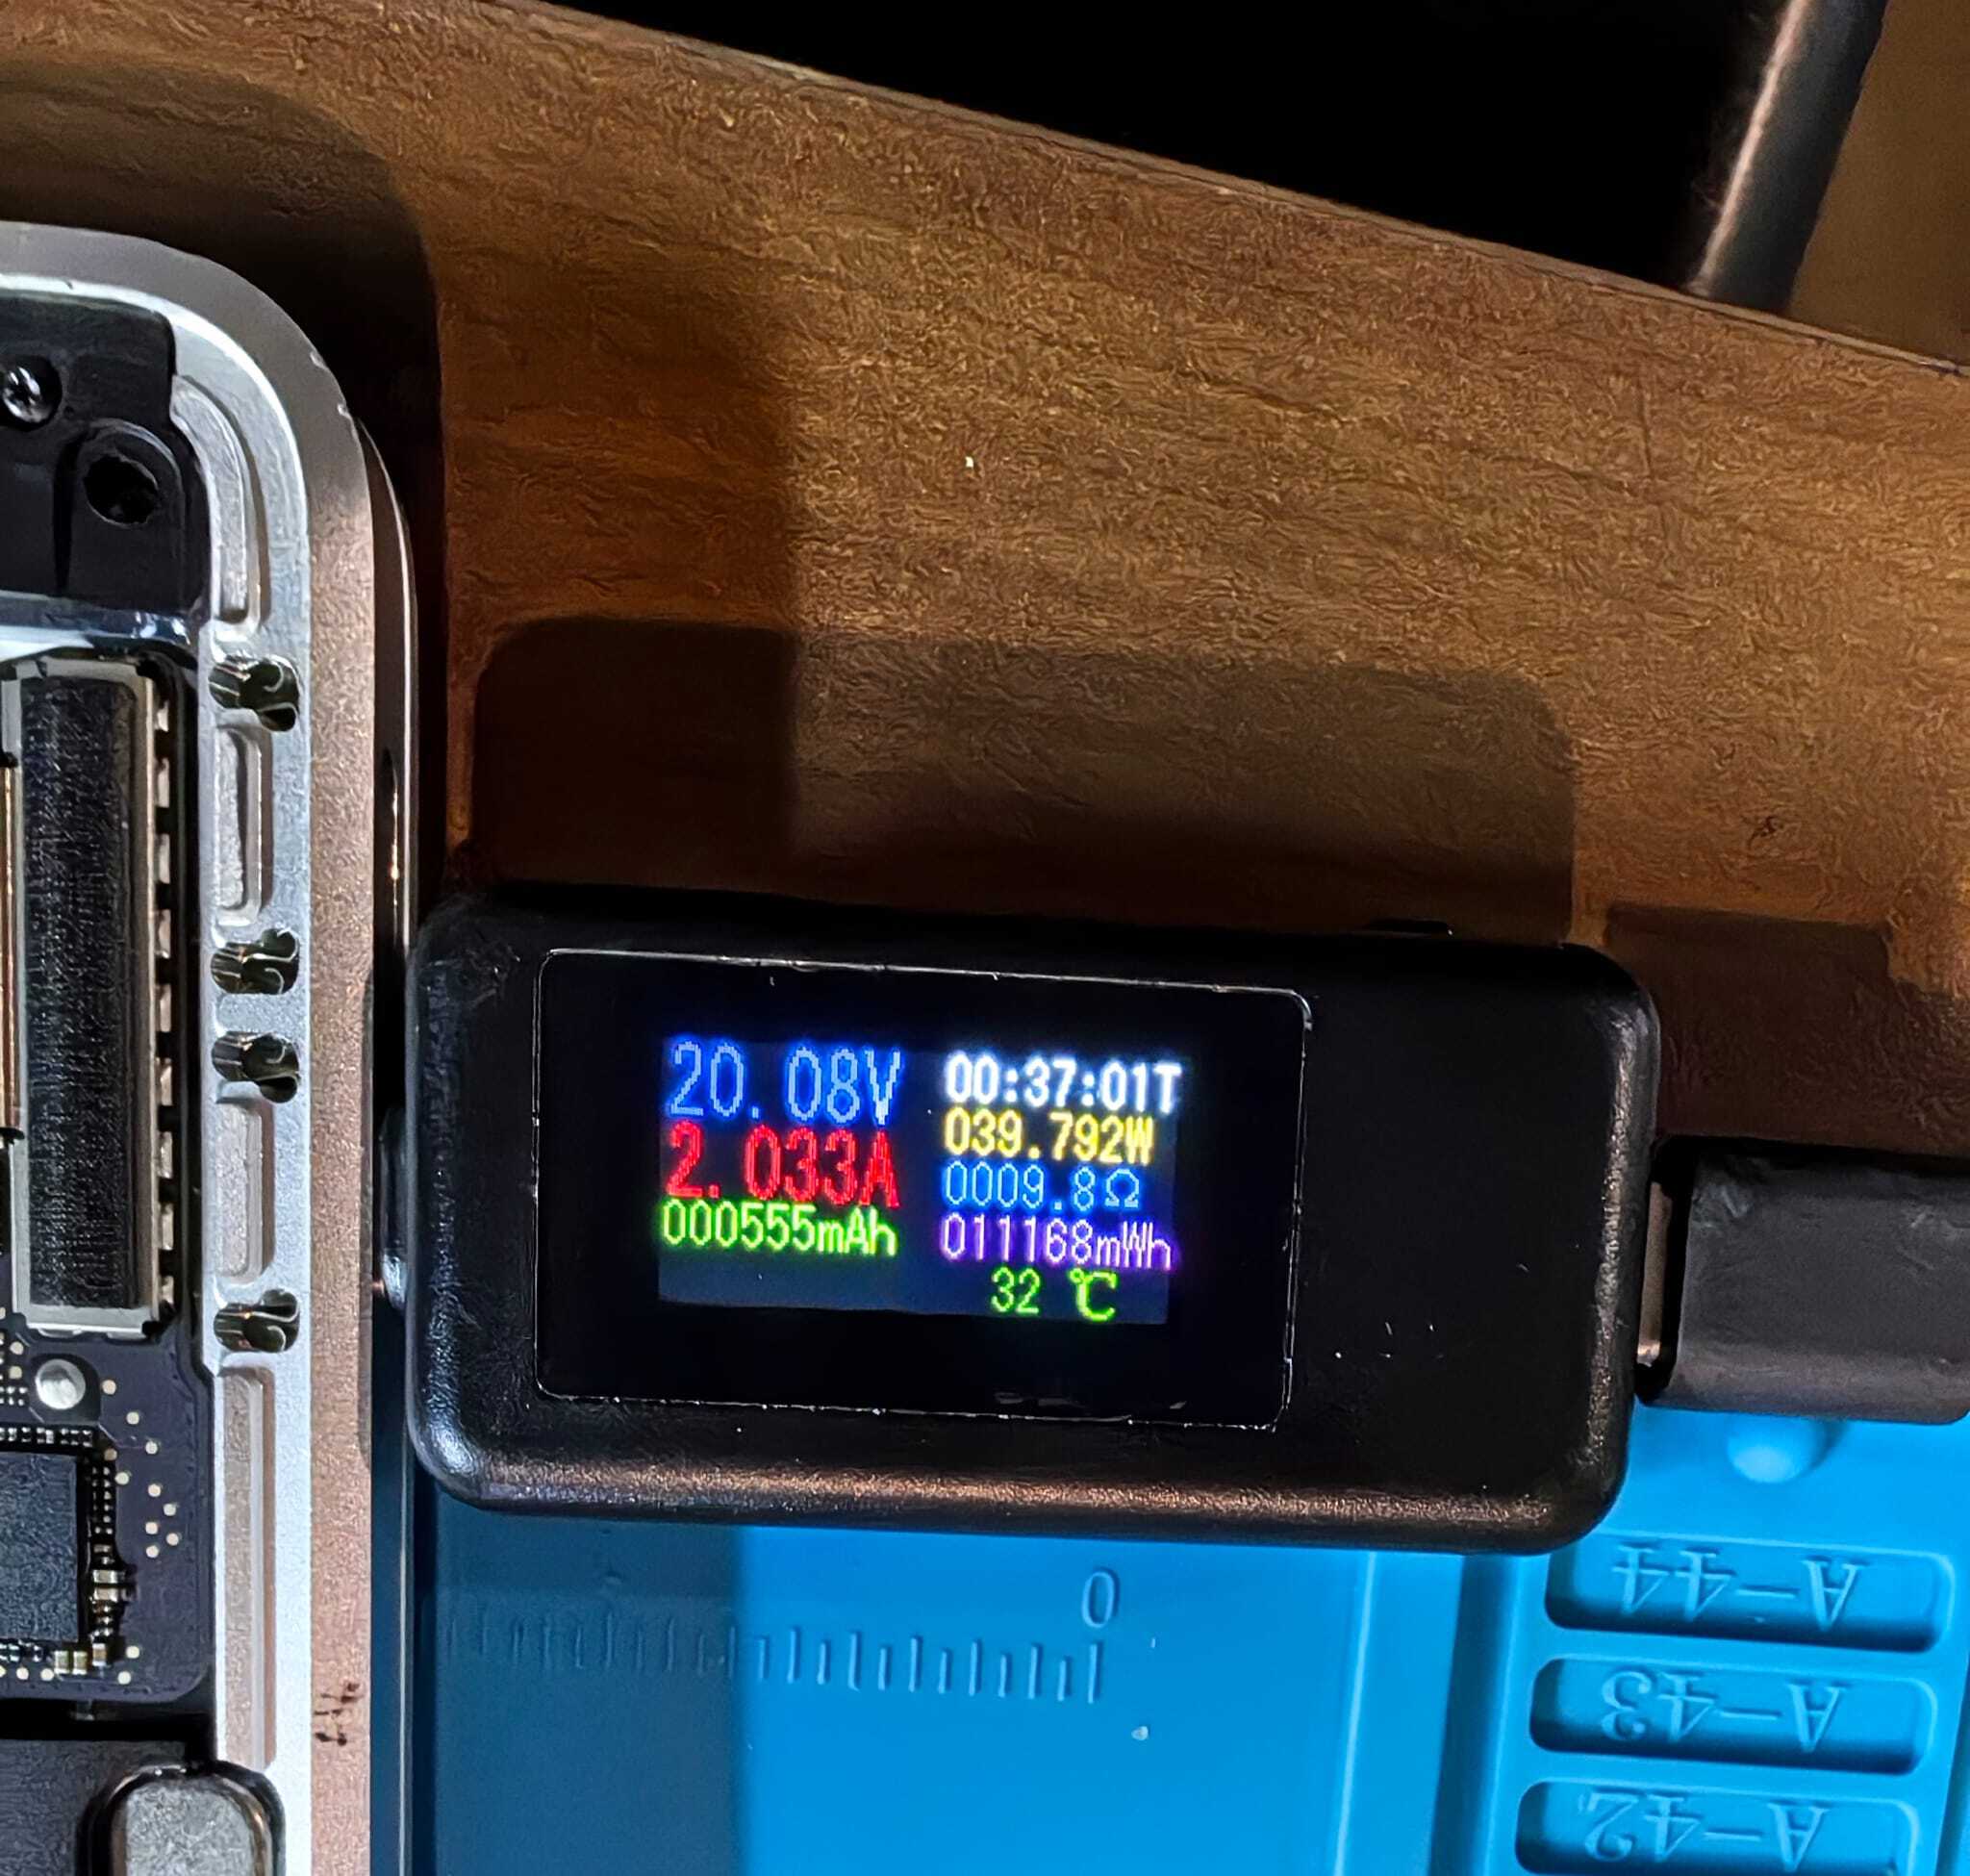 20.08V
2.033A
000555mAh
00:37:01T
039.792W
0009.8Ω
011168mWh
32 ℃
0
A-44
A-43
A-42